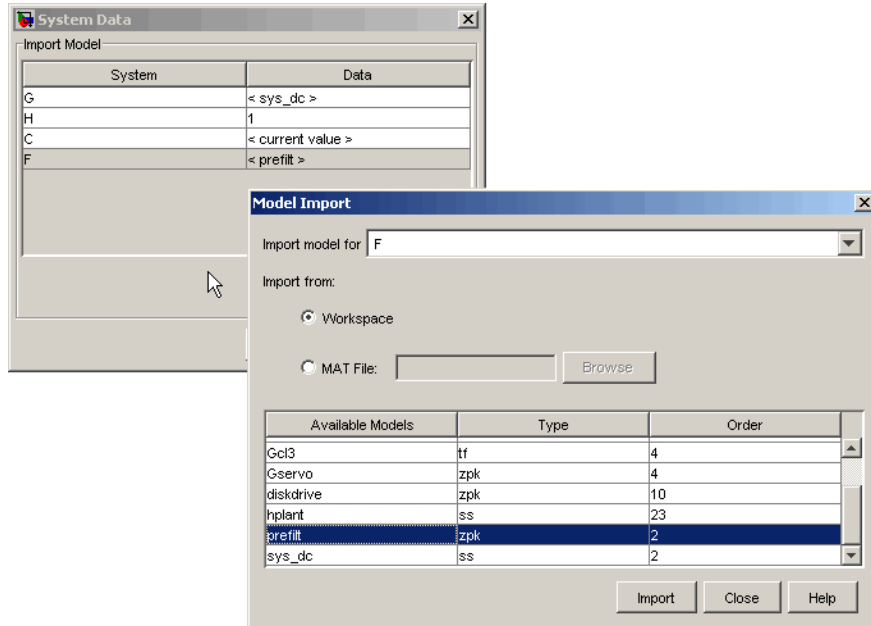 System Data
Import Model
System Data
G < sys_dc >
H 1
C < current value >
F < prefilt >
Model Import
Import model for F
Import from:
Workspace
MAT File: Browse
Available Models Type Order
Gcl3 tf 4
Gservo zpk 4
diskdrive zpk 10
hplant ss 23
prefilt zpk 2
sys_dc ss 2
Import Close Help